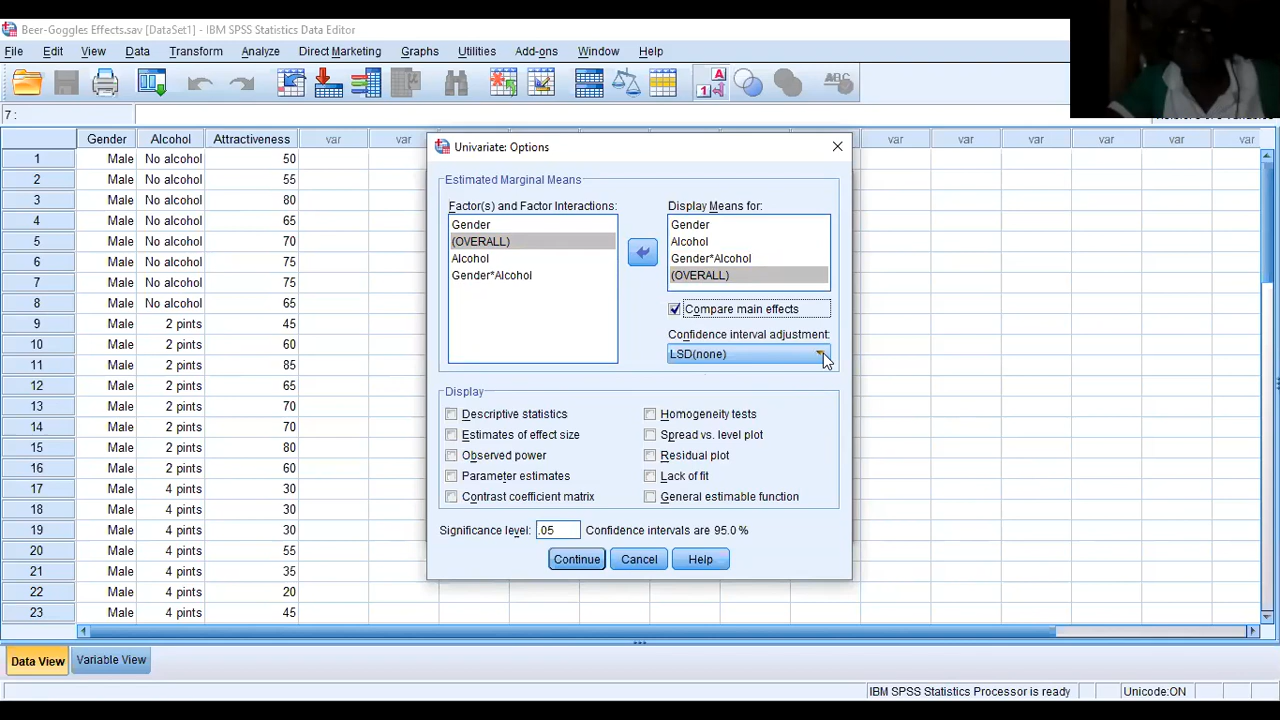 Beer-Goggles Effects.sav [DataSet1] - IBM SPSS Statistics Data Editor
File Edit View Data Transform Analyze Direct Marketing Graphs Utilities Add-ons Window Help
7 :
Gender Alcohol Attractiveness var var var var var var
1 Male No alcohol 50
2 Male No alcohol 55
3 Male No alcohol 80
4 Male No alcohol 65
5 Male No alcohol 70
6 Male No alcohol 75
7 Male No alcohol 75
8 Male No alcohol 65
9 Male 2 pints 45
10 Male 2 pints 60
11 Male 2 pints 85
12 Male 2 pints 65
13 Male 2 pints 70
14 Male 2 pints 70
15 Male 2 pints 80
16 Male 2 pints 60
17 Male 4 pints 30
18 Male 4 pints 30
19 Male 4 pints 30
20 Male 4 pints 55
21 Male 4 pints 35
22 Male 4 pints 20
23 Male 4 pints 45
Univariate: Options
Estimated Marginal Means
Factor(s) and Factor Interactions:
Gender
(OVERALL)
Alcohol
Gender*Alcohol
Display Means for:
Gender
Alcohol
Gender*Alcohol
(OVERALL)
Compare main effects
Confidence interval adjustment:
LSD(none)
Display
Descriptive statistics
Estimates of effect size
Observed power
Parameter estimates
Contrast coefficient matrix
Homogeneity tests
Spread vs. level plot
Residual plot
Lack of fit
General estimable function
Significance level: .05 Confidence intervals are 95.0 %
Continue Cancel Help
Data View Variable View
IBM SPSS Statistics Processor is ready Unicode:ON